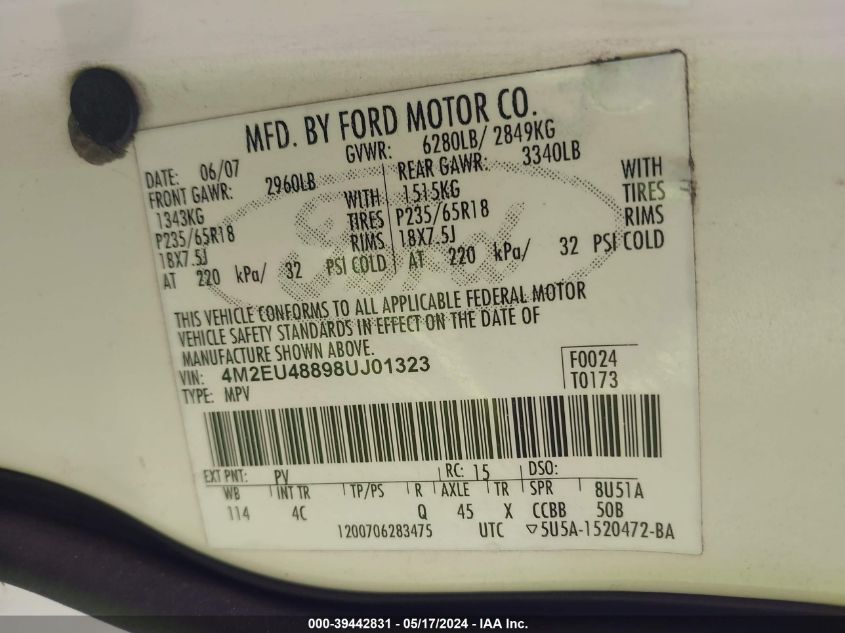 MFD. BY FORD MOTOR CO.
DATE: 06/07 GVWR: 6280LB/ 2849KG
FRONT GAWR: 2960LB REAR GAWR: 3340LB
1343KG WITH 1515KG WITH
P235/65R18 TIRES P235/65R18 TIRES
18X7.5J RIMS 18X7.5J RIMS
AT 220 kPa/ 32 PSI COLD AT 220 kPa/ 32 PSI COLD
Ford
THIS VEHICLE CONFORMS TO ALL APPLICABLE FEDERAL MOTOR
VEHICLE SAFETY STANDARDS IN EFFECT ON THE DATE OF
MANUFACTURE SHOWN ABOVE.
VIN: 4M2EU48898UJ01323 F0024
TYPE: MPV T0173
EXT PNT: PV RC: 15 DSO:
WB INT TR TP/PS R AXLE TR SPR 8U51A
114 4C Q 45 X CCBB 50B
1200706283475 UTC ▽5U5A-1520472-BA
000-39442831 - 05/17/2024 - IAA Inc.